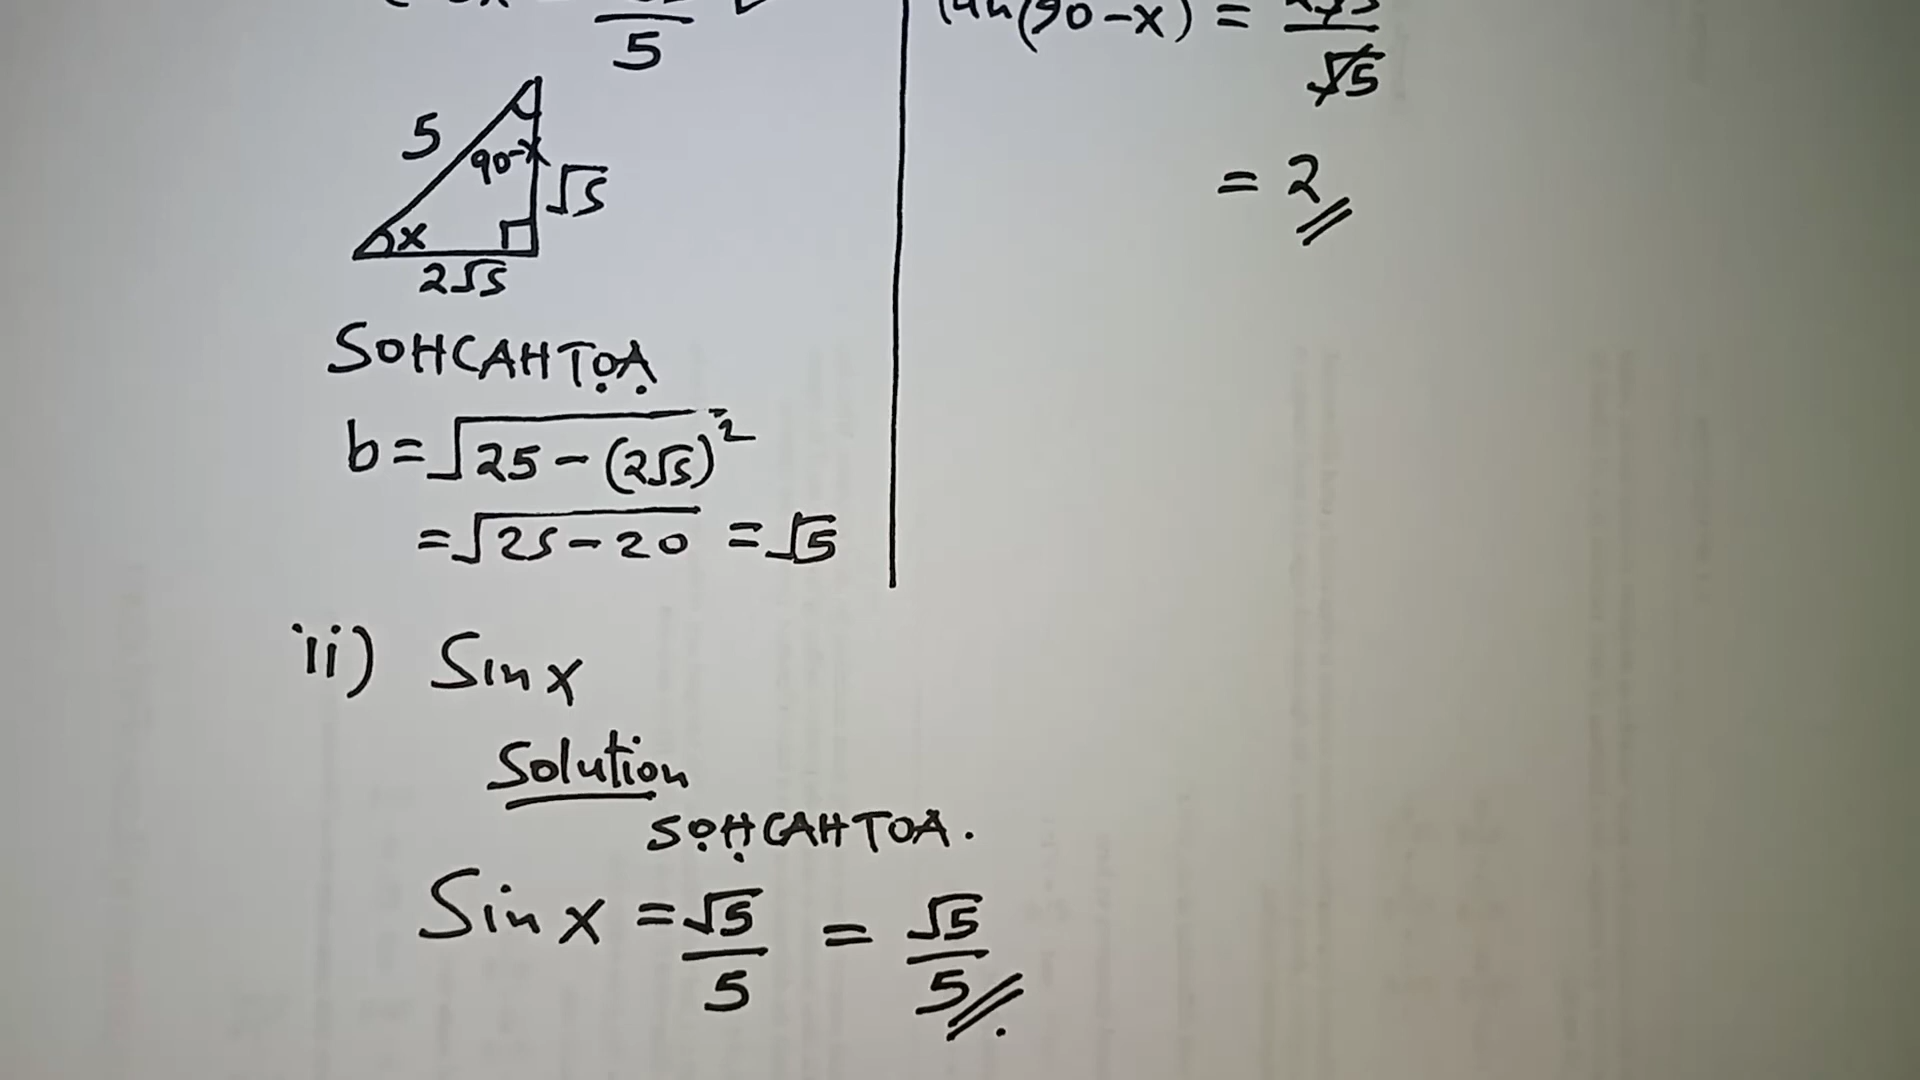 5
tan(90-x) =
√5
= 2
5
90-x
√5
x
2√5
SOHCAHTOA
b=√25-(2√5)²
=√25-20 =√5
ii) Sin x
Solution
SOHCAHTOA.
Sin x = √5/5 = √5/5